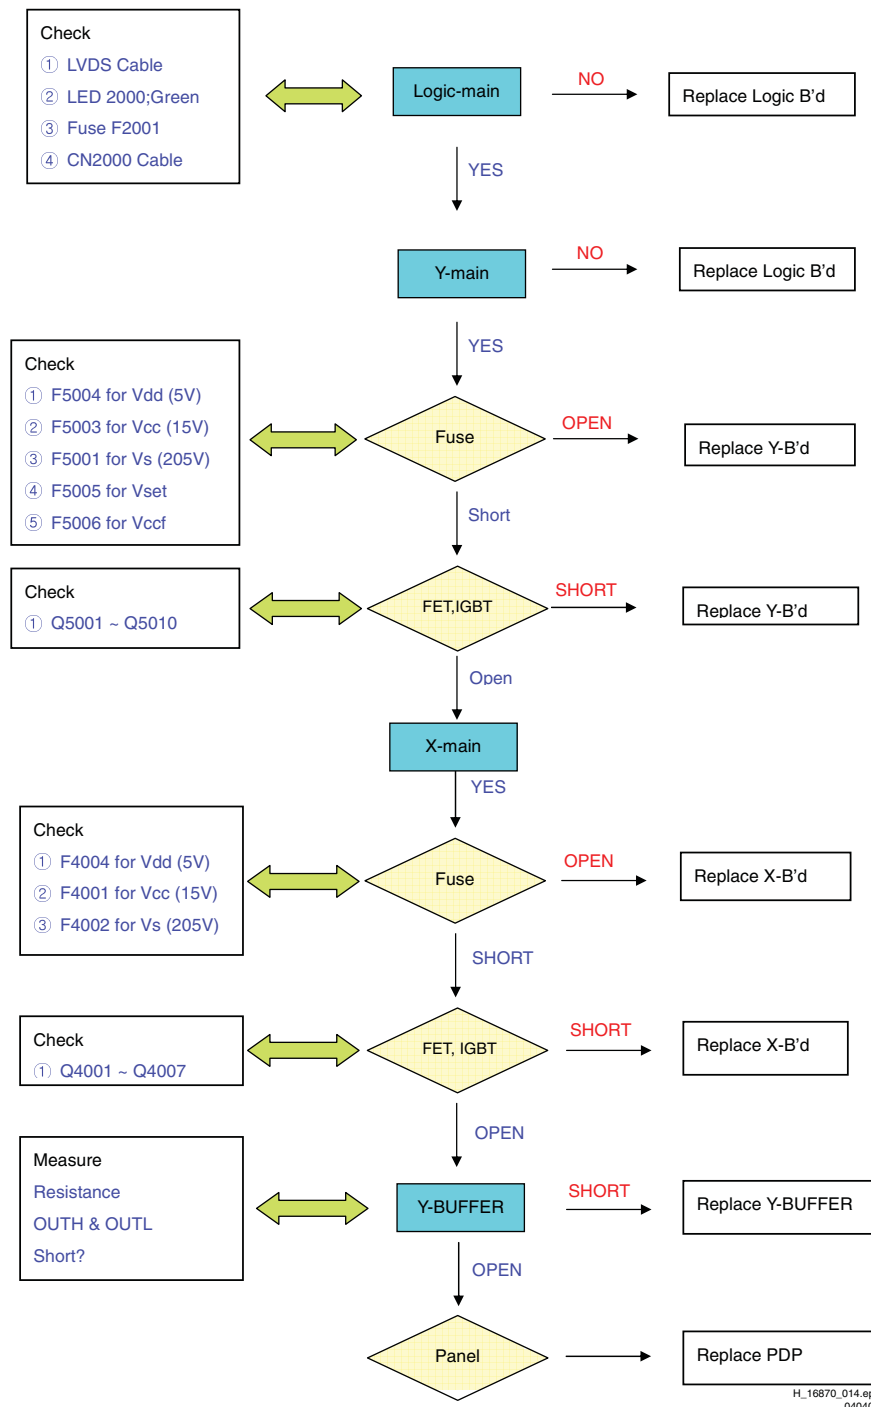 Check
① LVDS Cable
② LED 2000;Green
③ Fuse F2001
④ CN2000 Cable
Logic-main
NO
Replace Logic B'd
YES
Y-main
NO
Replace Logic B'd
YES
Check
① F5004 for Vdd (5V)
② F5003 for Vcc (15V)
③ F5001 for Vs (205V)
④ F5005 for Vset
⑤ F5006 for Vccf
Fuse
OPEN
Replace Y-B'd
Short
Check
① Q5001 ~ Q5010
FET,IGBT
SHORT
Replace Y-B'd
Open
X-main
YES
Check
① F4004 for Vdd (5V)
② F4001 for Vcc (15V)
③ F4002 for Vs (205V)
Fuse
OPEN
Replace X-B'd
SHORT
Check
① Q4001 ~ Q4007
FET, IGBT
SHORT
Replace X-B'd
OPEN
Measure
Resistance
OUTH & OUTL
Short?
Y-BUFFER
SHORT
Replace Y-BUFFER
OPEN
Panel
Replace PDP
H_16870_014.ep
04040